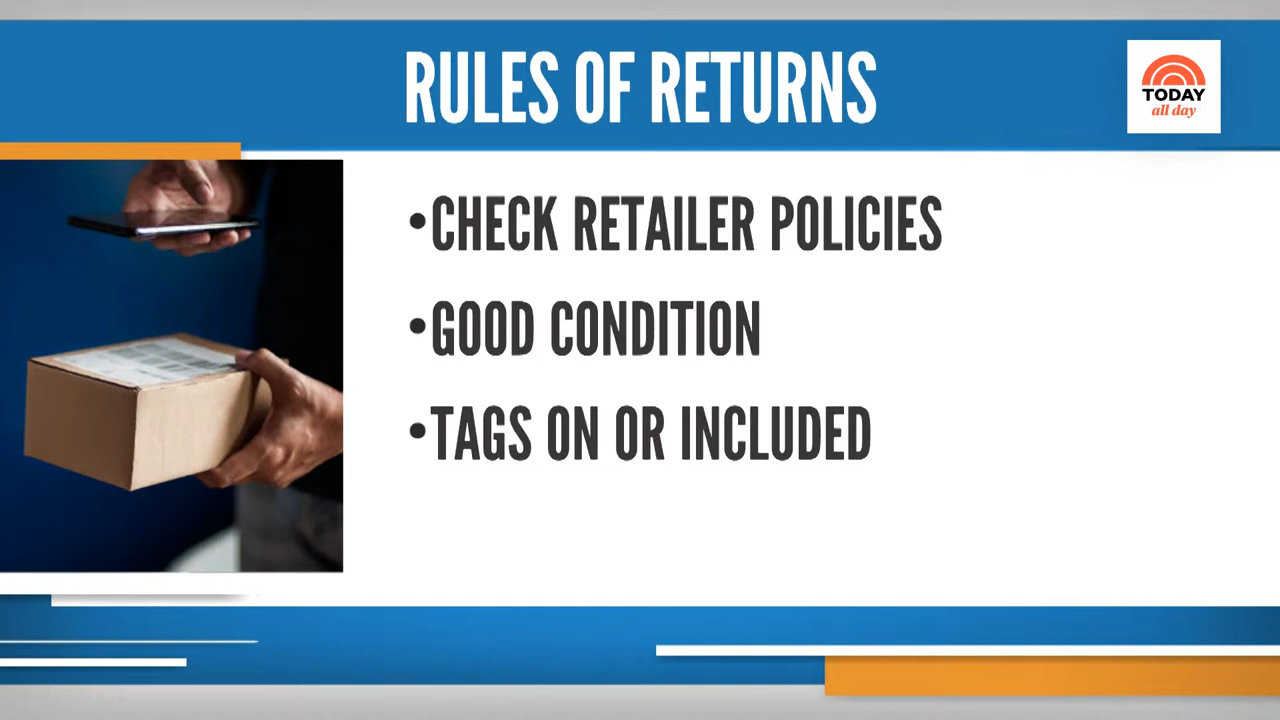 RULES OF RETURNS
TODAY
all day
•CHECK RETAILER POLICIES
•GOOD CONDITION
•TAGS ON OR INCLUDED